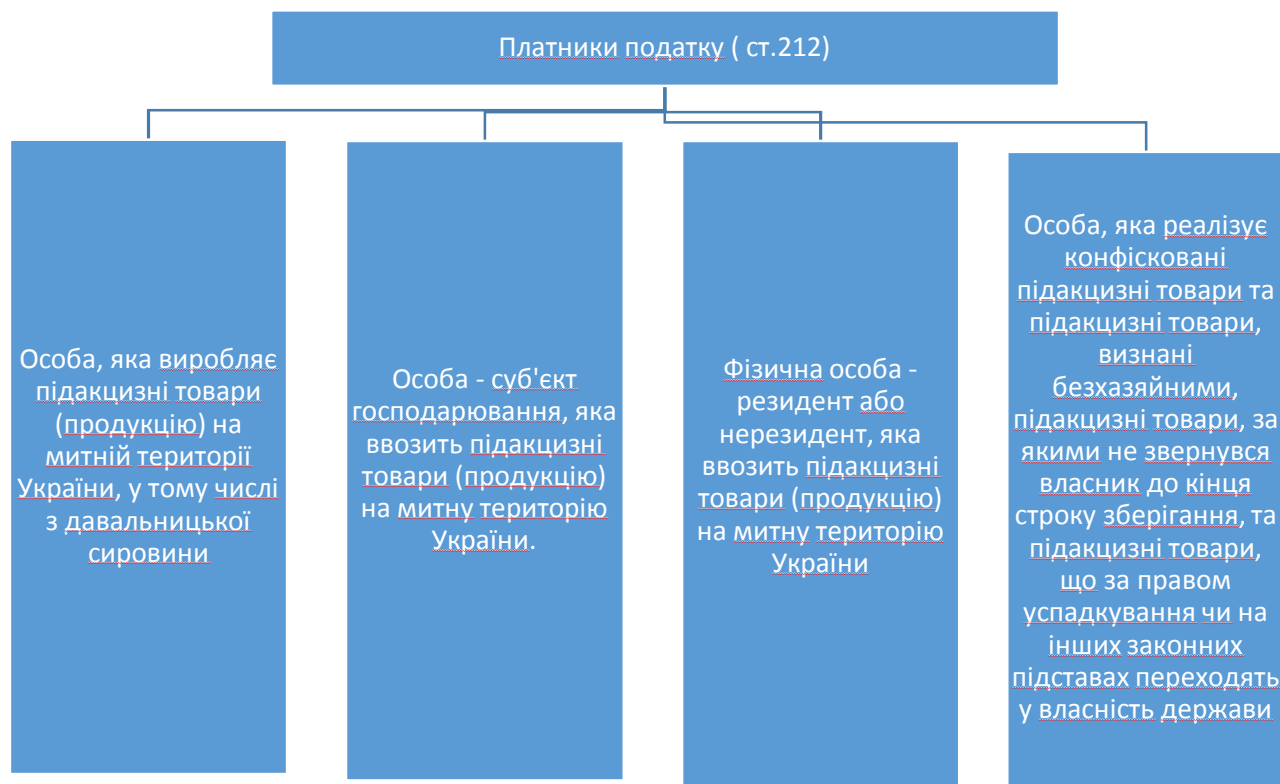 Платники податку ( ст.212)
Особа, яка виробляє
підакцизні товари
(продукцію) на
митній території
України, у тому числі
з давальницької
сировини
Особа - суб'єкт
господарювання, яка
ввозить підакцизні
товари (продукцію)
на митну територію
України.
Фізична особа -
резидент або
нерезидент, яка
ввозить підакцизні
товари (продукцію)
на митну територію
України
Особа, яка реалізує
конфісковані
підакцизні товари та
підакцизні товари,
визнані
безхазяйними,
підакцизні товари, за
якими не звернувся
власник до кінця
строку зберігання, та
підакцизні товари,
що за правом
успадкування чи на
інших законних
підставах переходять
у власність держави